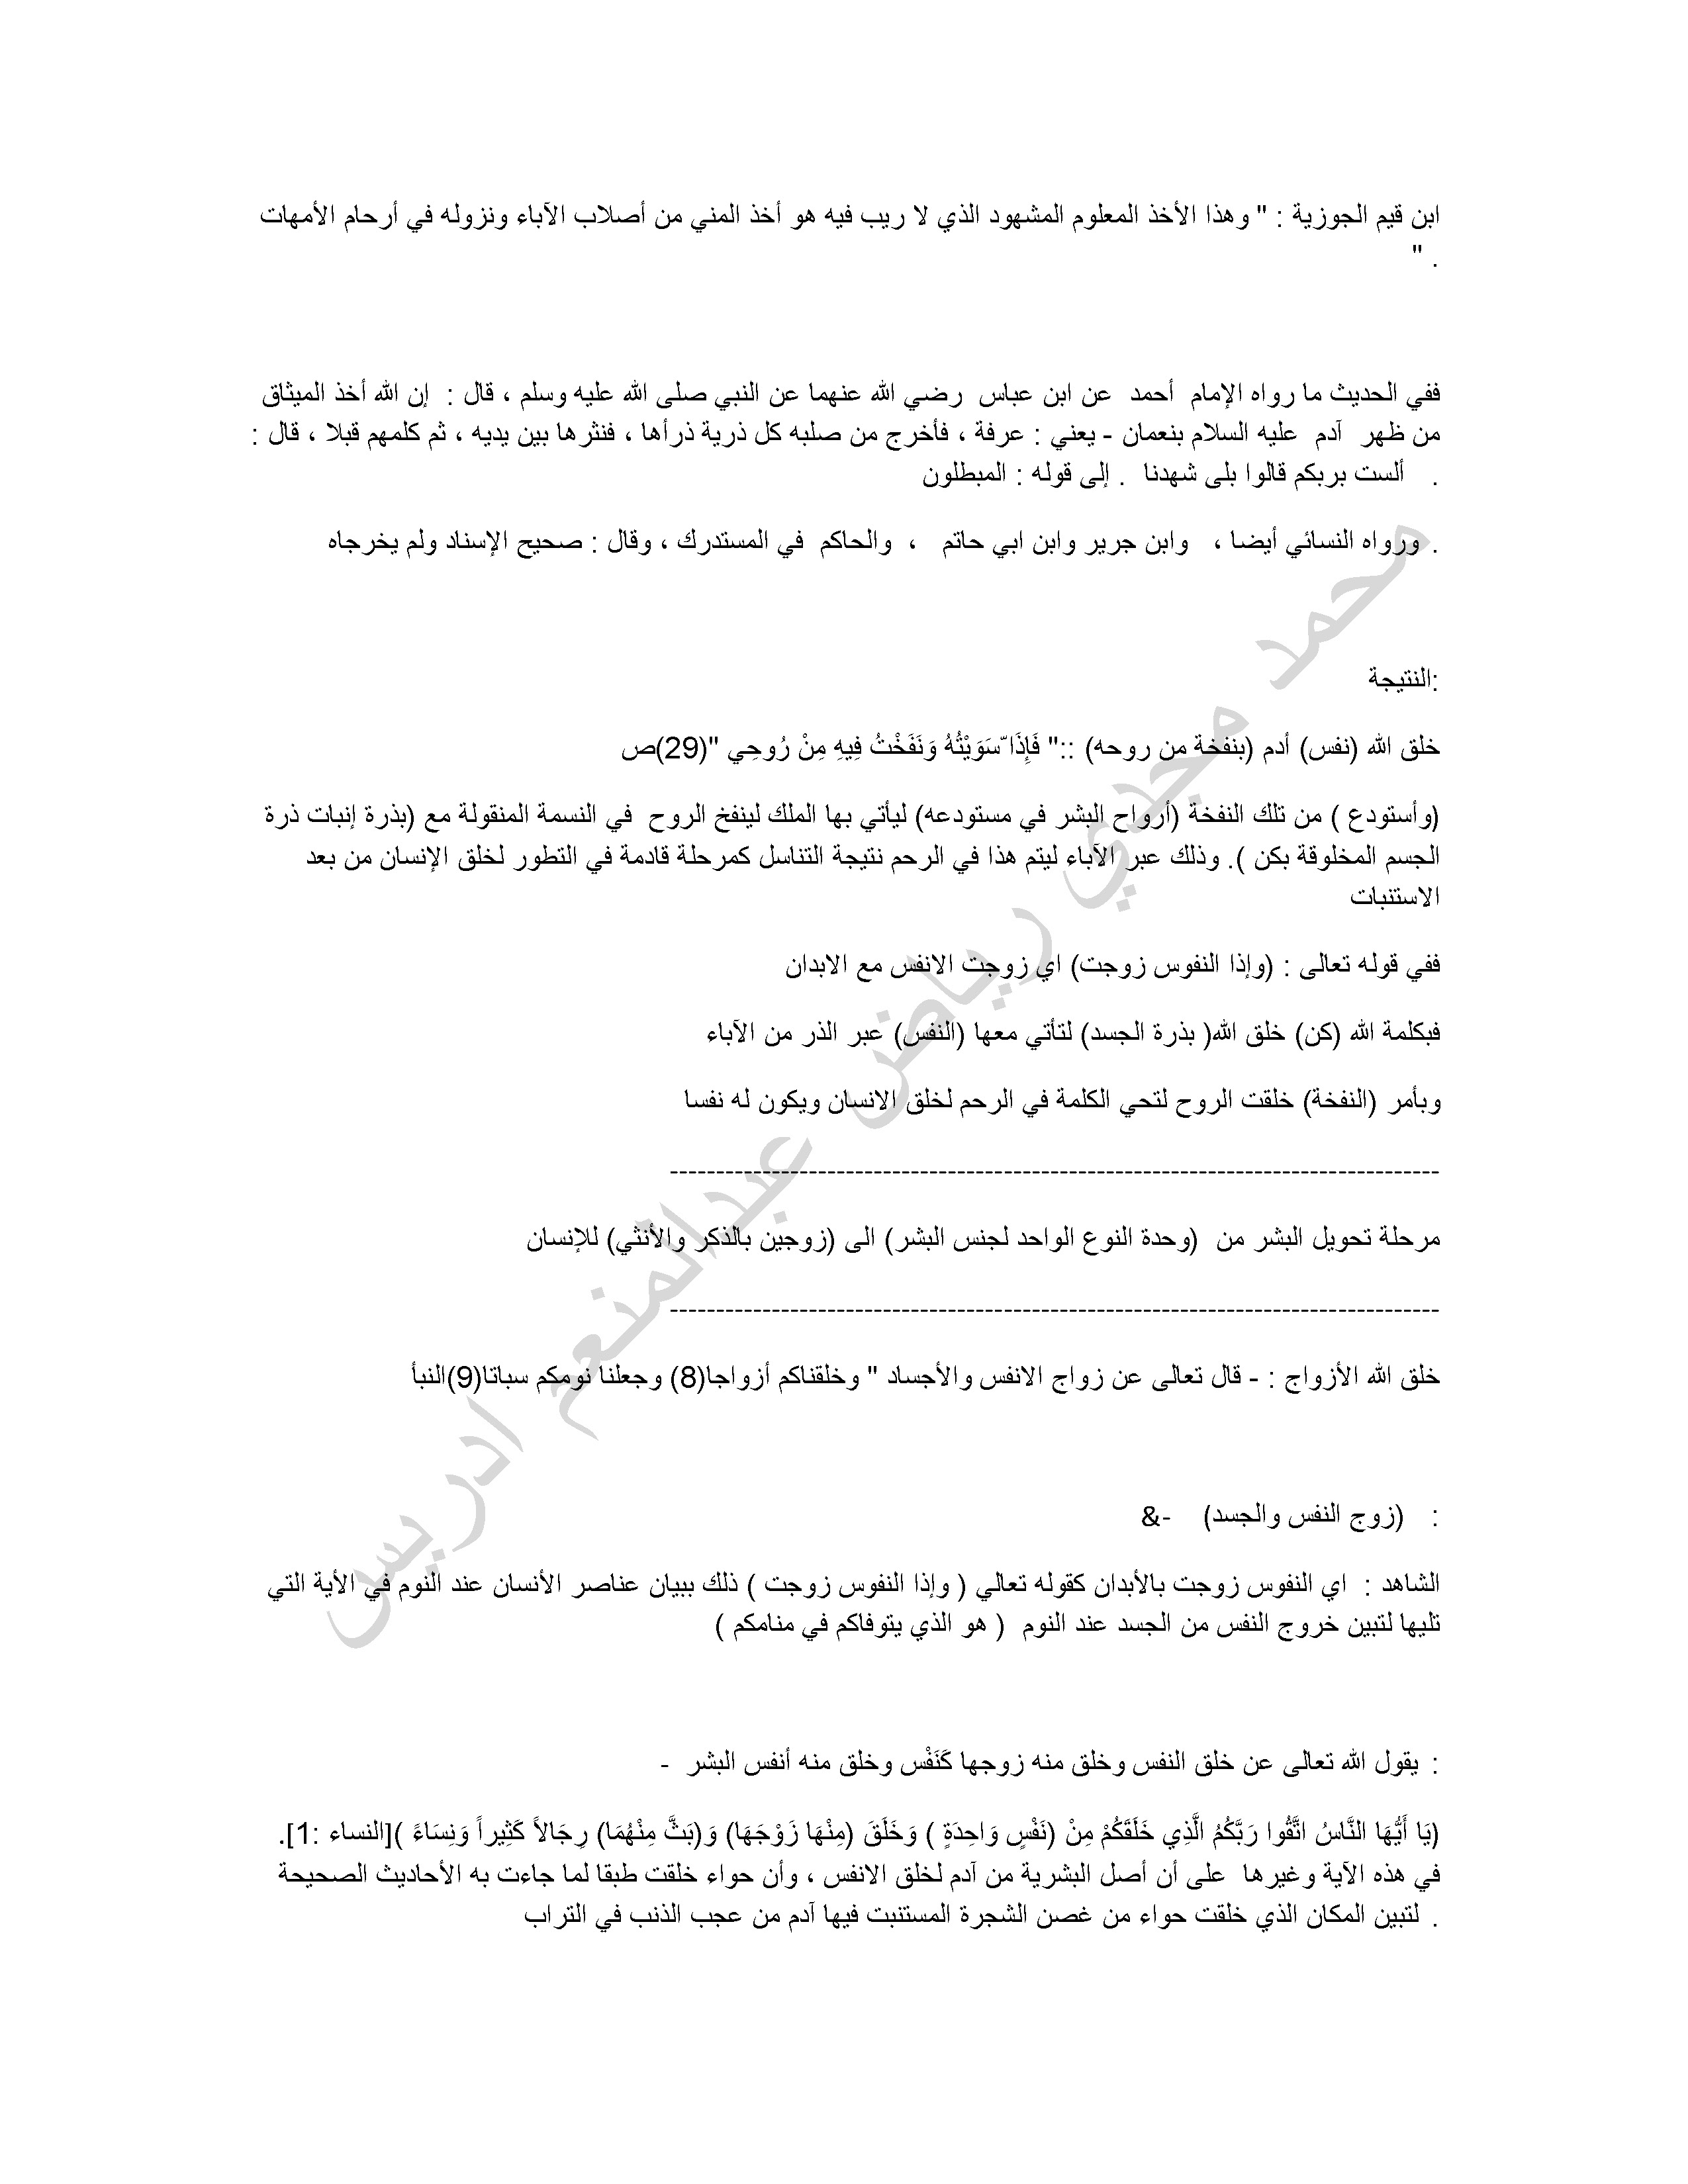 ابن قيم الجوزية : " وهذا الأخذ المعلوم المشهود الذي لا ريب فيه هو أخذ المني من أصلاب الآباء ونزوله في أرحام الأمهات
. "
ففي الحديث ما رواه الإمام أحمد عن ابن عباس رضي الله عنهما عن النبي صلى الله عليه وسلم ، قال : إن الله أخذ الميثاق
من ظهر آدم عليه السلام بنعمان - يعني : عرفة ، فأخرج من صلبه كل ذرية ذرأها ، فنثرها بين يديه ، ثم كلمهم قبلا ، قال :
. ألست بربكم قالوا بلى شهدنا . إلى قوله : المبطلون
. ورواه النسائي أيضا ، وابن جرير وابن ابي حاتم ، والحاكم في المستدرك ، وقال : صحيح الإسناد ولم يخرجاه
:النتيجة
خلق الله (نفس) أدم (بنفخة من روحه) ::" فَإِذَا ّسَوَيْتُهُ وَنَفَخْتُ فِيهِ مِنْ رُوحِي "(29)ص
(وأستودع ) من تلك النفخة (أرواح البشر في مستودعه) ليأتي بها الملك لينفخ الروح في النسمة المنقولة مع (بذرة إنبات ذرة
الجسم المخلوقة بكن ). وذلك عبر الآباء ليتم هذا في الرحم نتيجة التناسل كمرحلة قادمة في التطور لخلق الإنسان من بعد
الاستنبات
ففي قوله تعالى : (وإذا النفوس زوجت) اي زوجت الانفس مع الابدان
فبكلمة الله (كن) خلق الله( بذرة الجسد) لتأتي معها (النفس) عبر الذر من الآباء
وبأمر (النفخة) خلقت الروح لتحي الكلمة في الرحم لخلق الانسان ويكون له نفسا
-----------------------------------------------------------------------------------
مرحلة تحويل البشر من (وحدة النوع الواحد لجنس البشر) الى (زوجين بالذكر والأنثي) للإنسان
-----------------------------------------------------------------------------------
خلق الله الأزواج : - قال تعالى عن زواج الانفس والأجساد " وخلقناكم أزواجا(8) وجعلنا نومكم سباتا(9)النبأ
: (زوج النفس والجسد) -&
الشاهد : اي النفوس زوجت بالأبدان كقوله تعالي ( وإذا النفوس زوجت ) ذلك ببيان عناصر الأنسان عند النوم في الأية التي
تليها لتبين خروج النفس من الجسد عند النوم ( هو الذي يتوفاكم في منامكم )
: يقول الله تعالى عن خلق النفس وخلق منه زوجها كَنَفْس وخلق منه أنفس البشر -
(يَا أَيُّهَا النَّاسُ اتَّقُوا رَبَّكُمُ الَّذِي خَلَقَكُمْ مِنْ (نَفْسٍ وَاحِدَةٍ ) وَخَلَقَ (مِنْهَا زَوْجَهَا) وَ(بَثَّ مِنْهُمَا) رِجَالاً كَثِيراً وَنِسَاءً )[النساء :1].
في هذه الآية وغيرها على أن أصل البشرية من آدم لخلق الانفس ، وأن حواء خلقت طبقا لما جاءت به الأحاديث الصحيحة
. لتبين المكان الذي خلقت حواء من غصن الشجرة المستنبت فيها آدم من عجب الذنب في التراب
محمد مجدي رياض عبدالمنعم ادريس